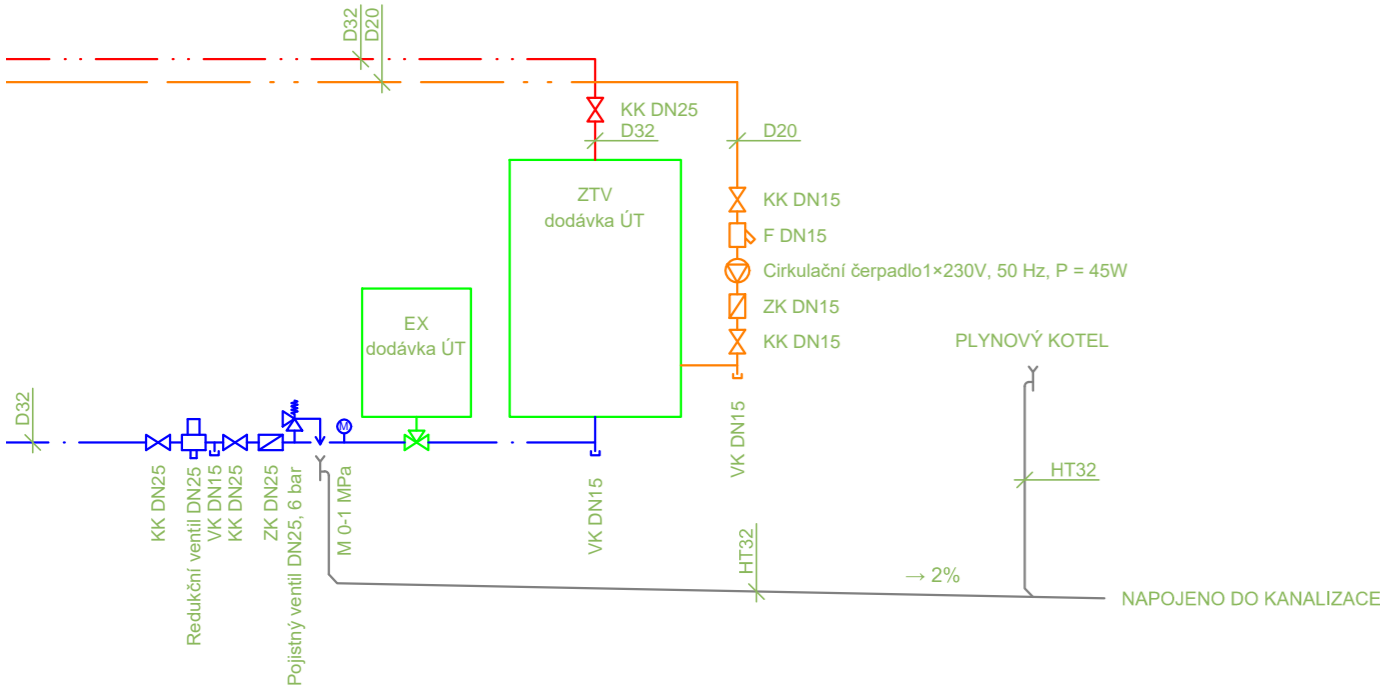 D32
D20
KK DN25
D32
D20
ZTV
dodávka ÚT
KK DN15
F DN15
Cirkulační čerpadlo1×230V, 50 Hz, P = 45W
ZK DN15
KK DN15
EX
dodávka ÚT
PLYNOVÝ KOTEL
D32
M
KK DN25
Redukční ventil DN25
VK DN15
KK DN25
ZK DN25
Pojistný ventil DN25, 6 bar
M 0-1 MPa
VK DN15
VK DN15
HT32
HT32
→ 2%
NAPOJENO DO KANALIZACE